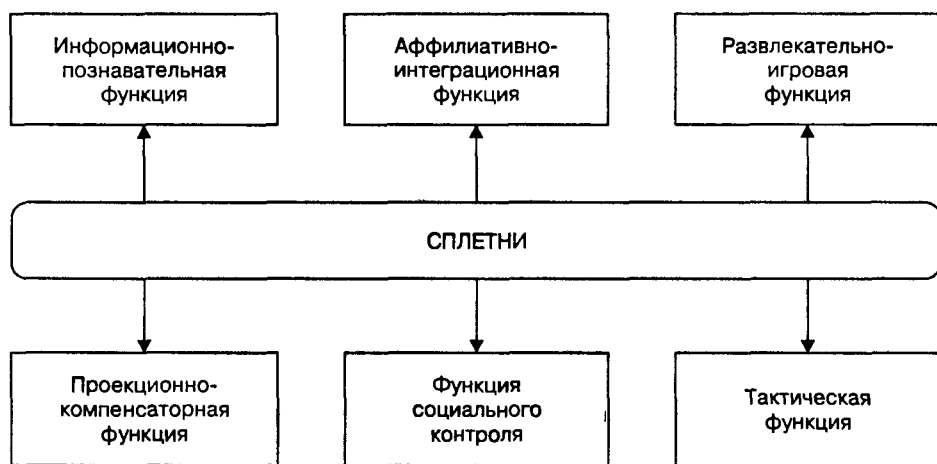 Информационно-
познавательная
функция
Аффилиативно-
интеграционная
функция
Развлекательно-
игровая
функция
СПЛЕТНИ
Проекционно-
компенсаторная
функция
Функция
социального
контроля
Тактическая
функция